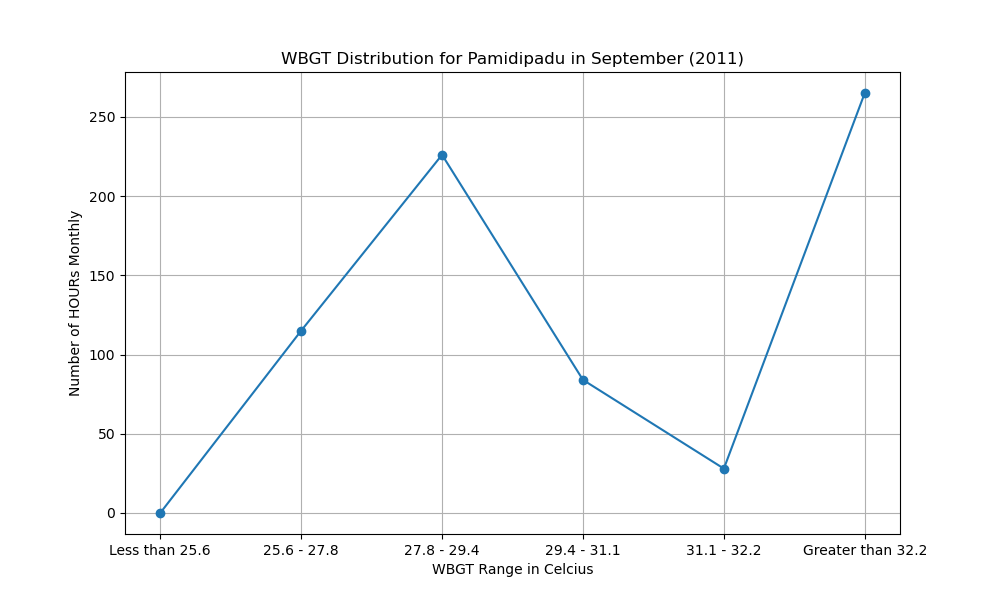 WBGT Distribution for Pamidipadu in September (2011)
Number of HOURs Monthly
250
200
150
100
50
0
Less than 25.6
25.6 - 27.8
27.8 - 29.4
29.4 - 31.1
31.1 - 32.2
Greater than 32.2
WBGT Range in Celcius